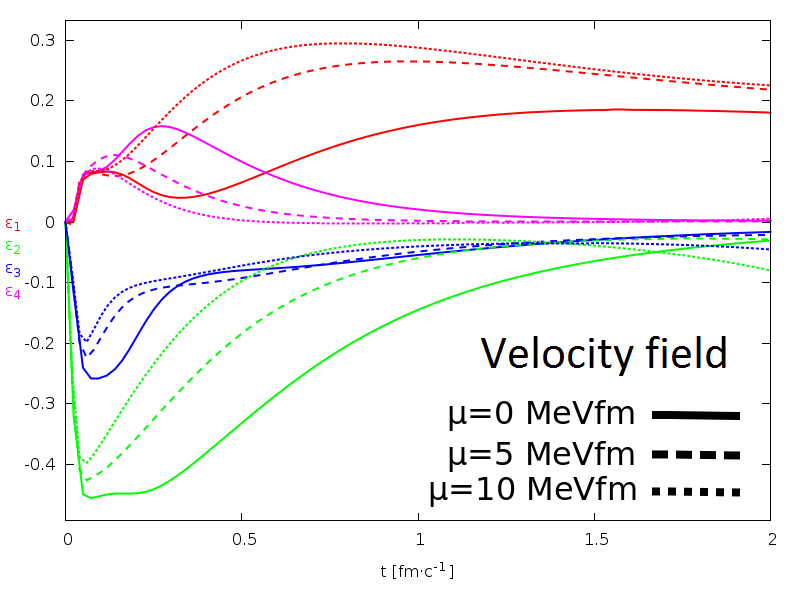 0.3
0.2
0.1
0
-0.1
-0.2
-0.3
-0.4
ε1
ε2
ε3
ε4
Velocity field
μ=0 MeVfm
μ=5 MeVfm
μ=10 MeVfm
0 0.5 1 1.5 2
t [fm·c-1]